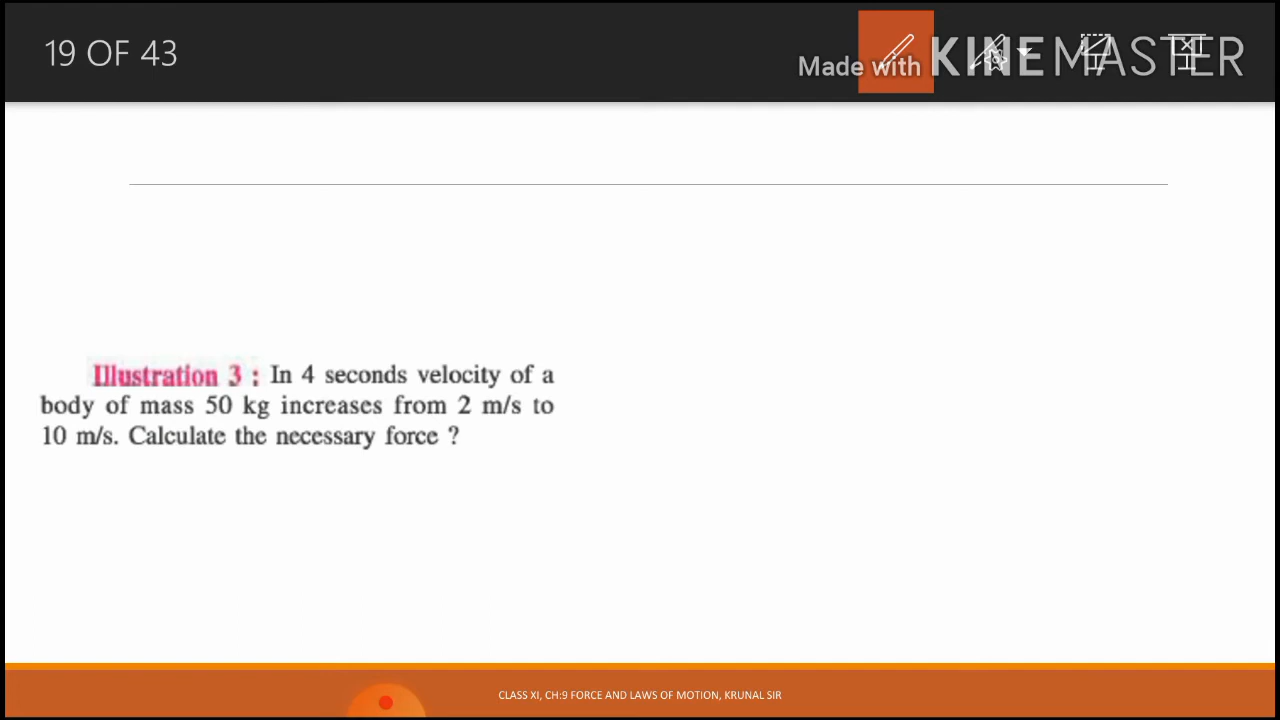 19 OF 43
Made with KINEMASTER
Illustration 3 : In 4 seconds velocity of a
body of mass 50 kg increases from 2 m/s to
10 m/s. Calculate the necessary force ?
CLASS XI, CH:9 FORCE AND LAWS OF MOTION, KRUNAL SIR